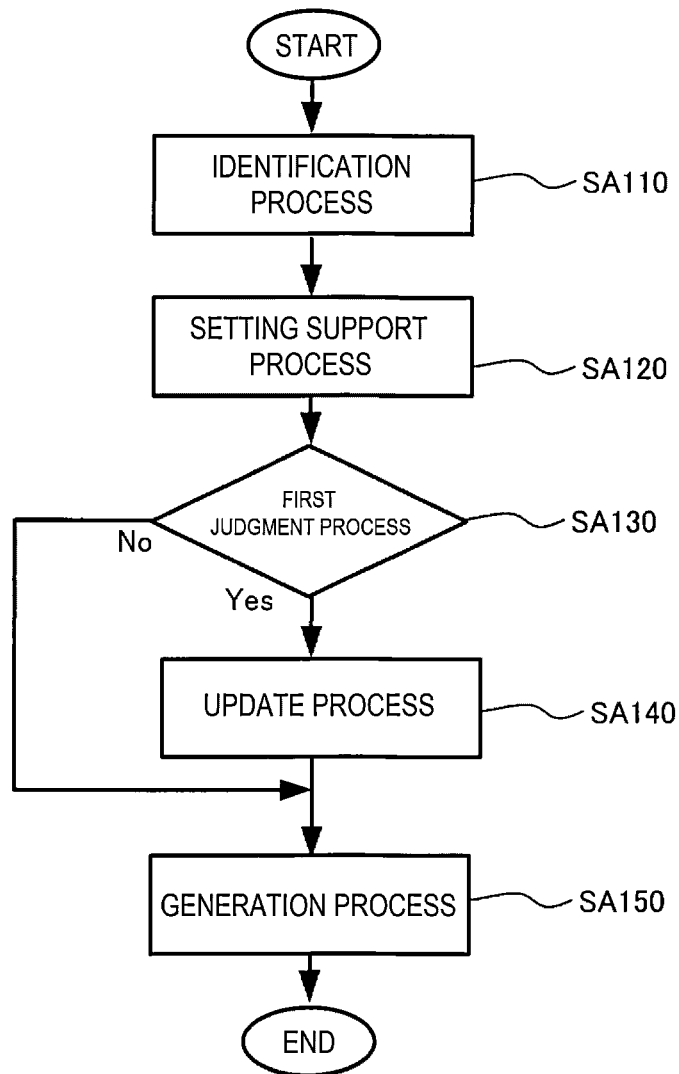 START
IDENTIFICATION
PROCESS
SA110
SETTING SUPPORT
PROCESS
SA120
FIRST
JUDGMENT PROCESS
SA130
No
Yes
UPDATE PROCESS
SA140
GENERATION PROCESS
SA150
END